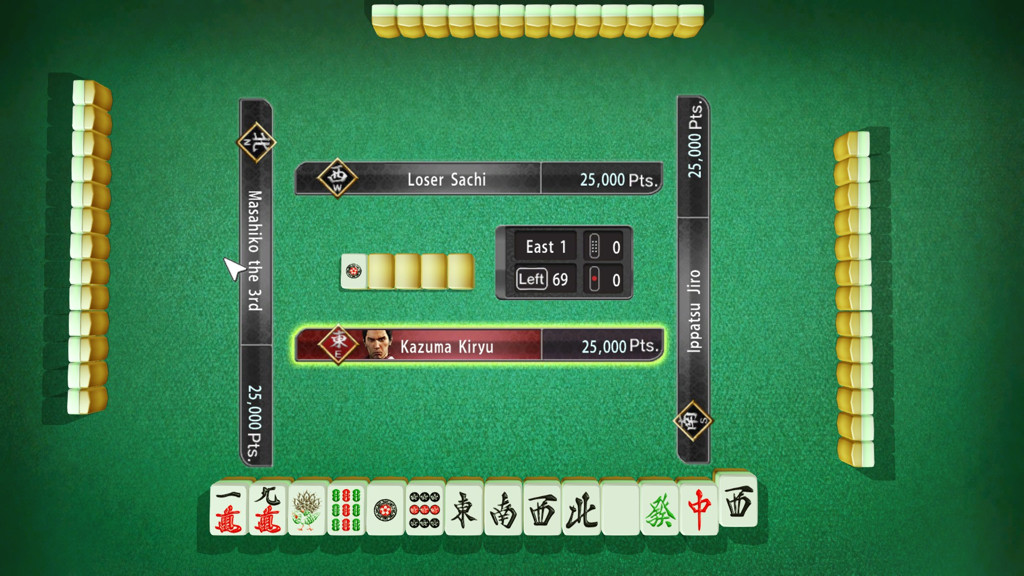 西
W
Loser Sachi
25,000 Pts.
北
N
Masahiko the 3rd
25,000 Pts.
East 1
0
Left 69
0
東
E
Kazuma Kiryu
25,000 Pts.
南
S
Ippatsu Jiro
25,000 Pts.
一萬 九萬 東 南 西 北 發 中 西